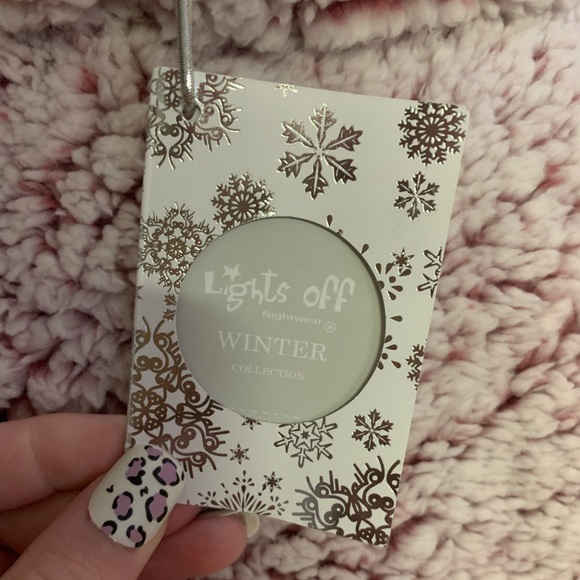 Lights off
Nightwear ®
WINTER
COLLECTION